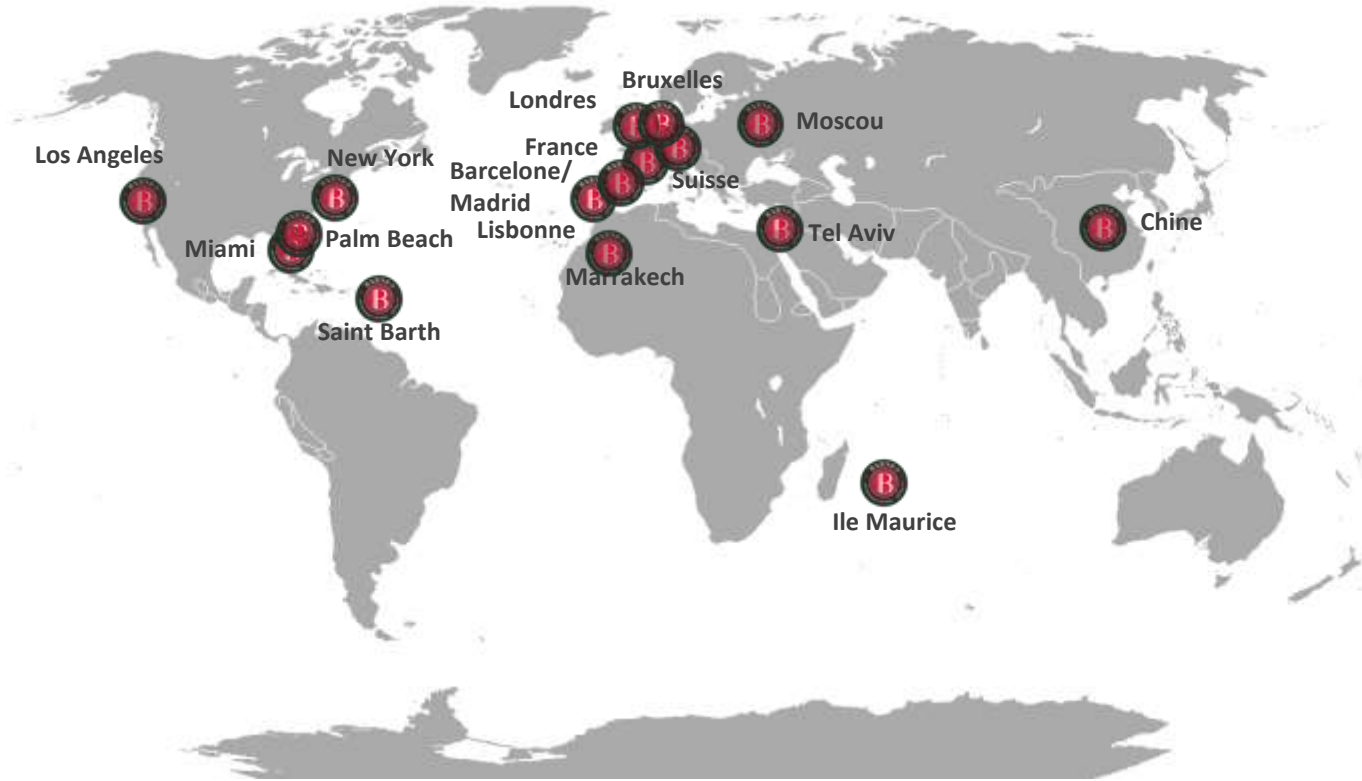 Bruxelles
Londres
Moscou
France
Los Angeles
New York
Barcelone/
Madrid
Suisse
Lisbonne
Palm Beach
Miami
Tel Aviv
Chine
Marrakech
Saint Barth
Ile Maurice
B